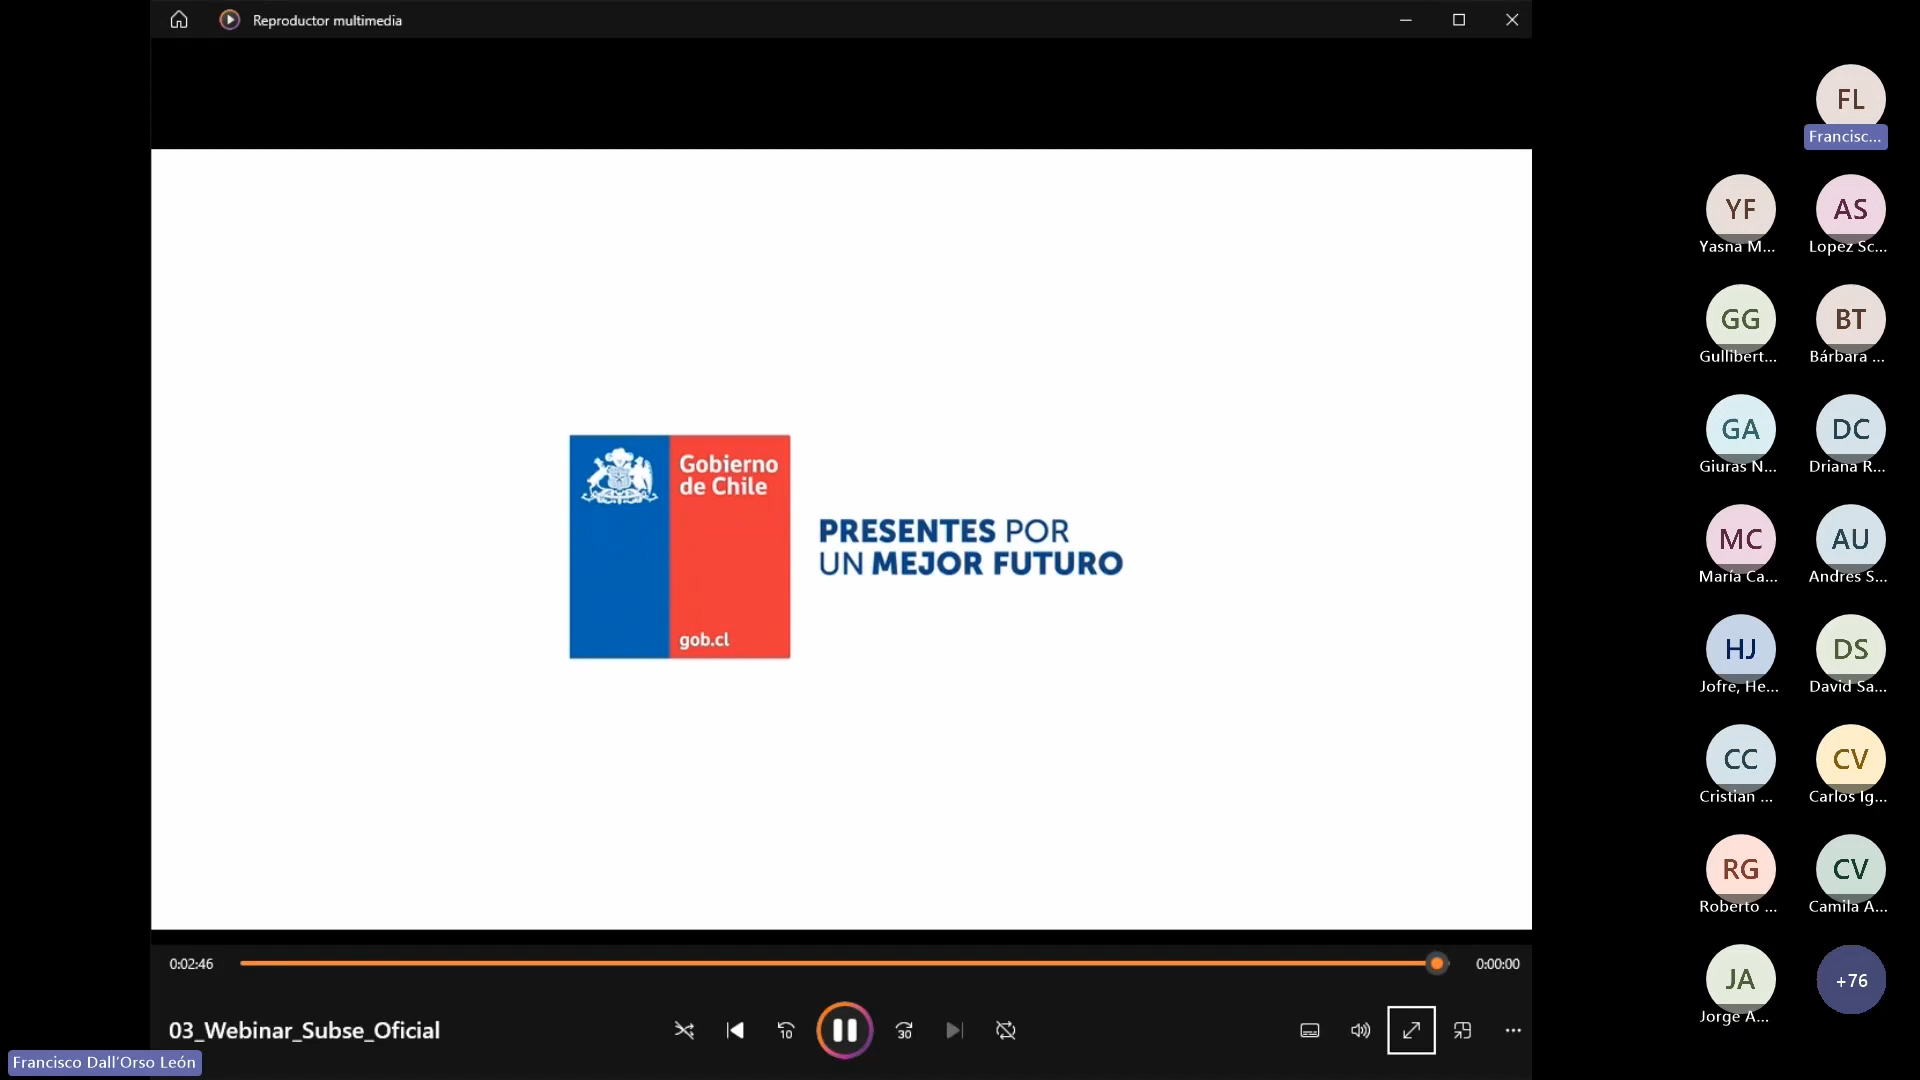 Reproductor multimedia
Gobierno
de Chile
gob.cl
PRESENTES POR
UN MEJOR FUTURO
0:02:46
0:00:00
03_Webinar_Subse_Oficial
10
30
Francisco Dall'Orso León
FL
Francisc...
YF
Yasna M...
AS
Lopez Sc...
GG
Gullibert...
BT
Bárbara ...
GA
Giuras N...
DC
Driana R...
MC
María Ca...
AU
Andres S...
HJ
Jofre, He...
DS
David Sa...
CC
Cristian ...
CV
Carlos Ig...
RG
Roberto ...
CV
Camila A...
JA
Jorge A...
+76